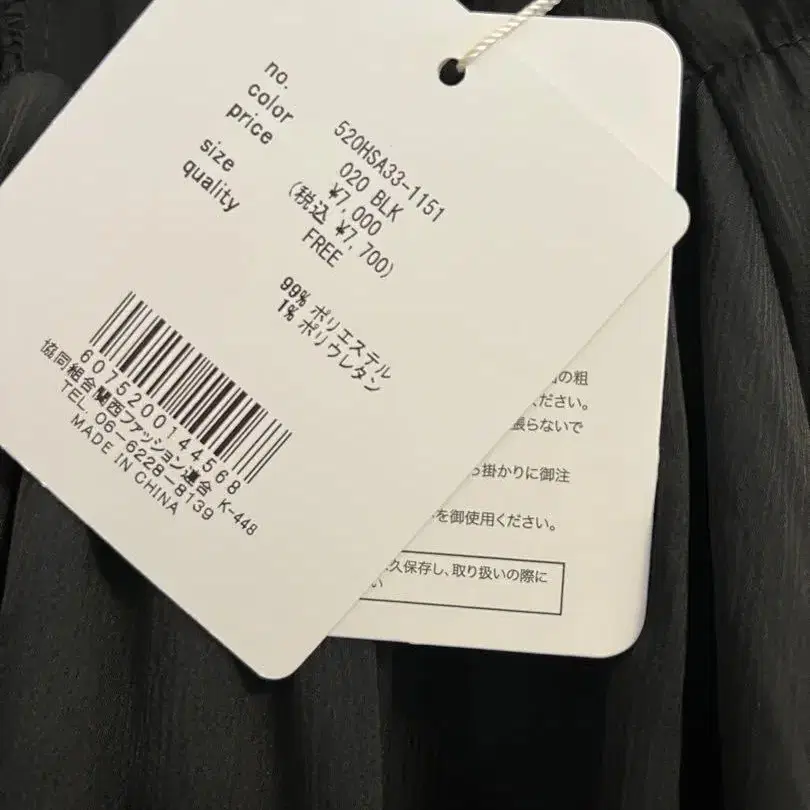 no.
520HSA33-1151
color
020 BLK
price
¥7,000
(税込 ¥7,700)
size
FREE
quality
99% ポリエステル
1% ポリウレタン
6075200144568
協同組合関西ファッション連合 K-448
TEL. 06-6228-8139
MADE IN CHINA
の粗
ださい。
張らないで
掛かりに御注
を御使用ください。
久保存し、取り扱いの際に
い